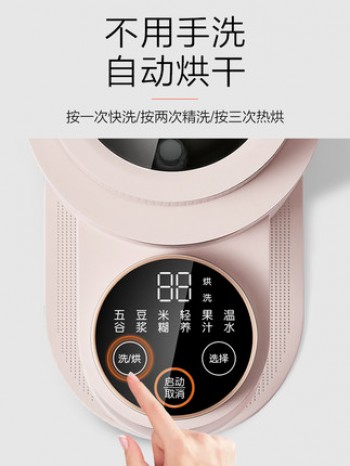 不用手洗
自动烘干
按一次快洗/按两次精洗/按三次热烘
88 烘
洗
五谷 豆浆 米糊 轻养 果汁 温水
洗/烘
选择
启动
取消